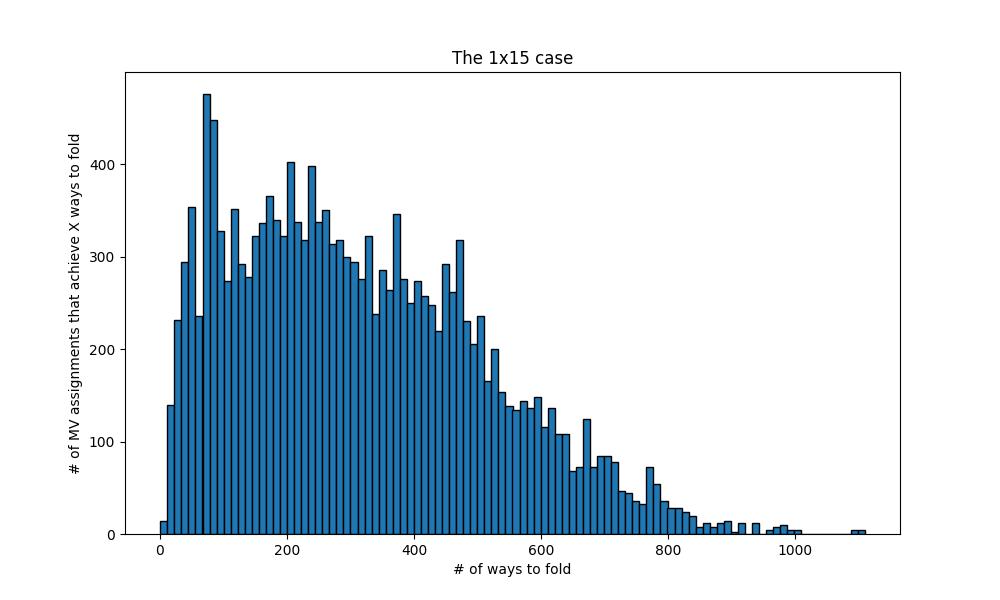 The 1x15 case
# of MV assignments that achieve X ways to fold
400
300
200
100
0
0 200 400 600 800 1000
# of ways to fold